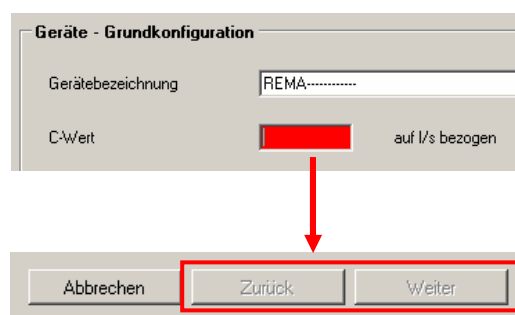 Geräte - Grundkonfiguration
Gerätebezeichnung REMA-----------
C-Wert auf l/s bezogen
Abbrechen Zurück Weiter